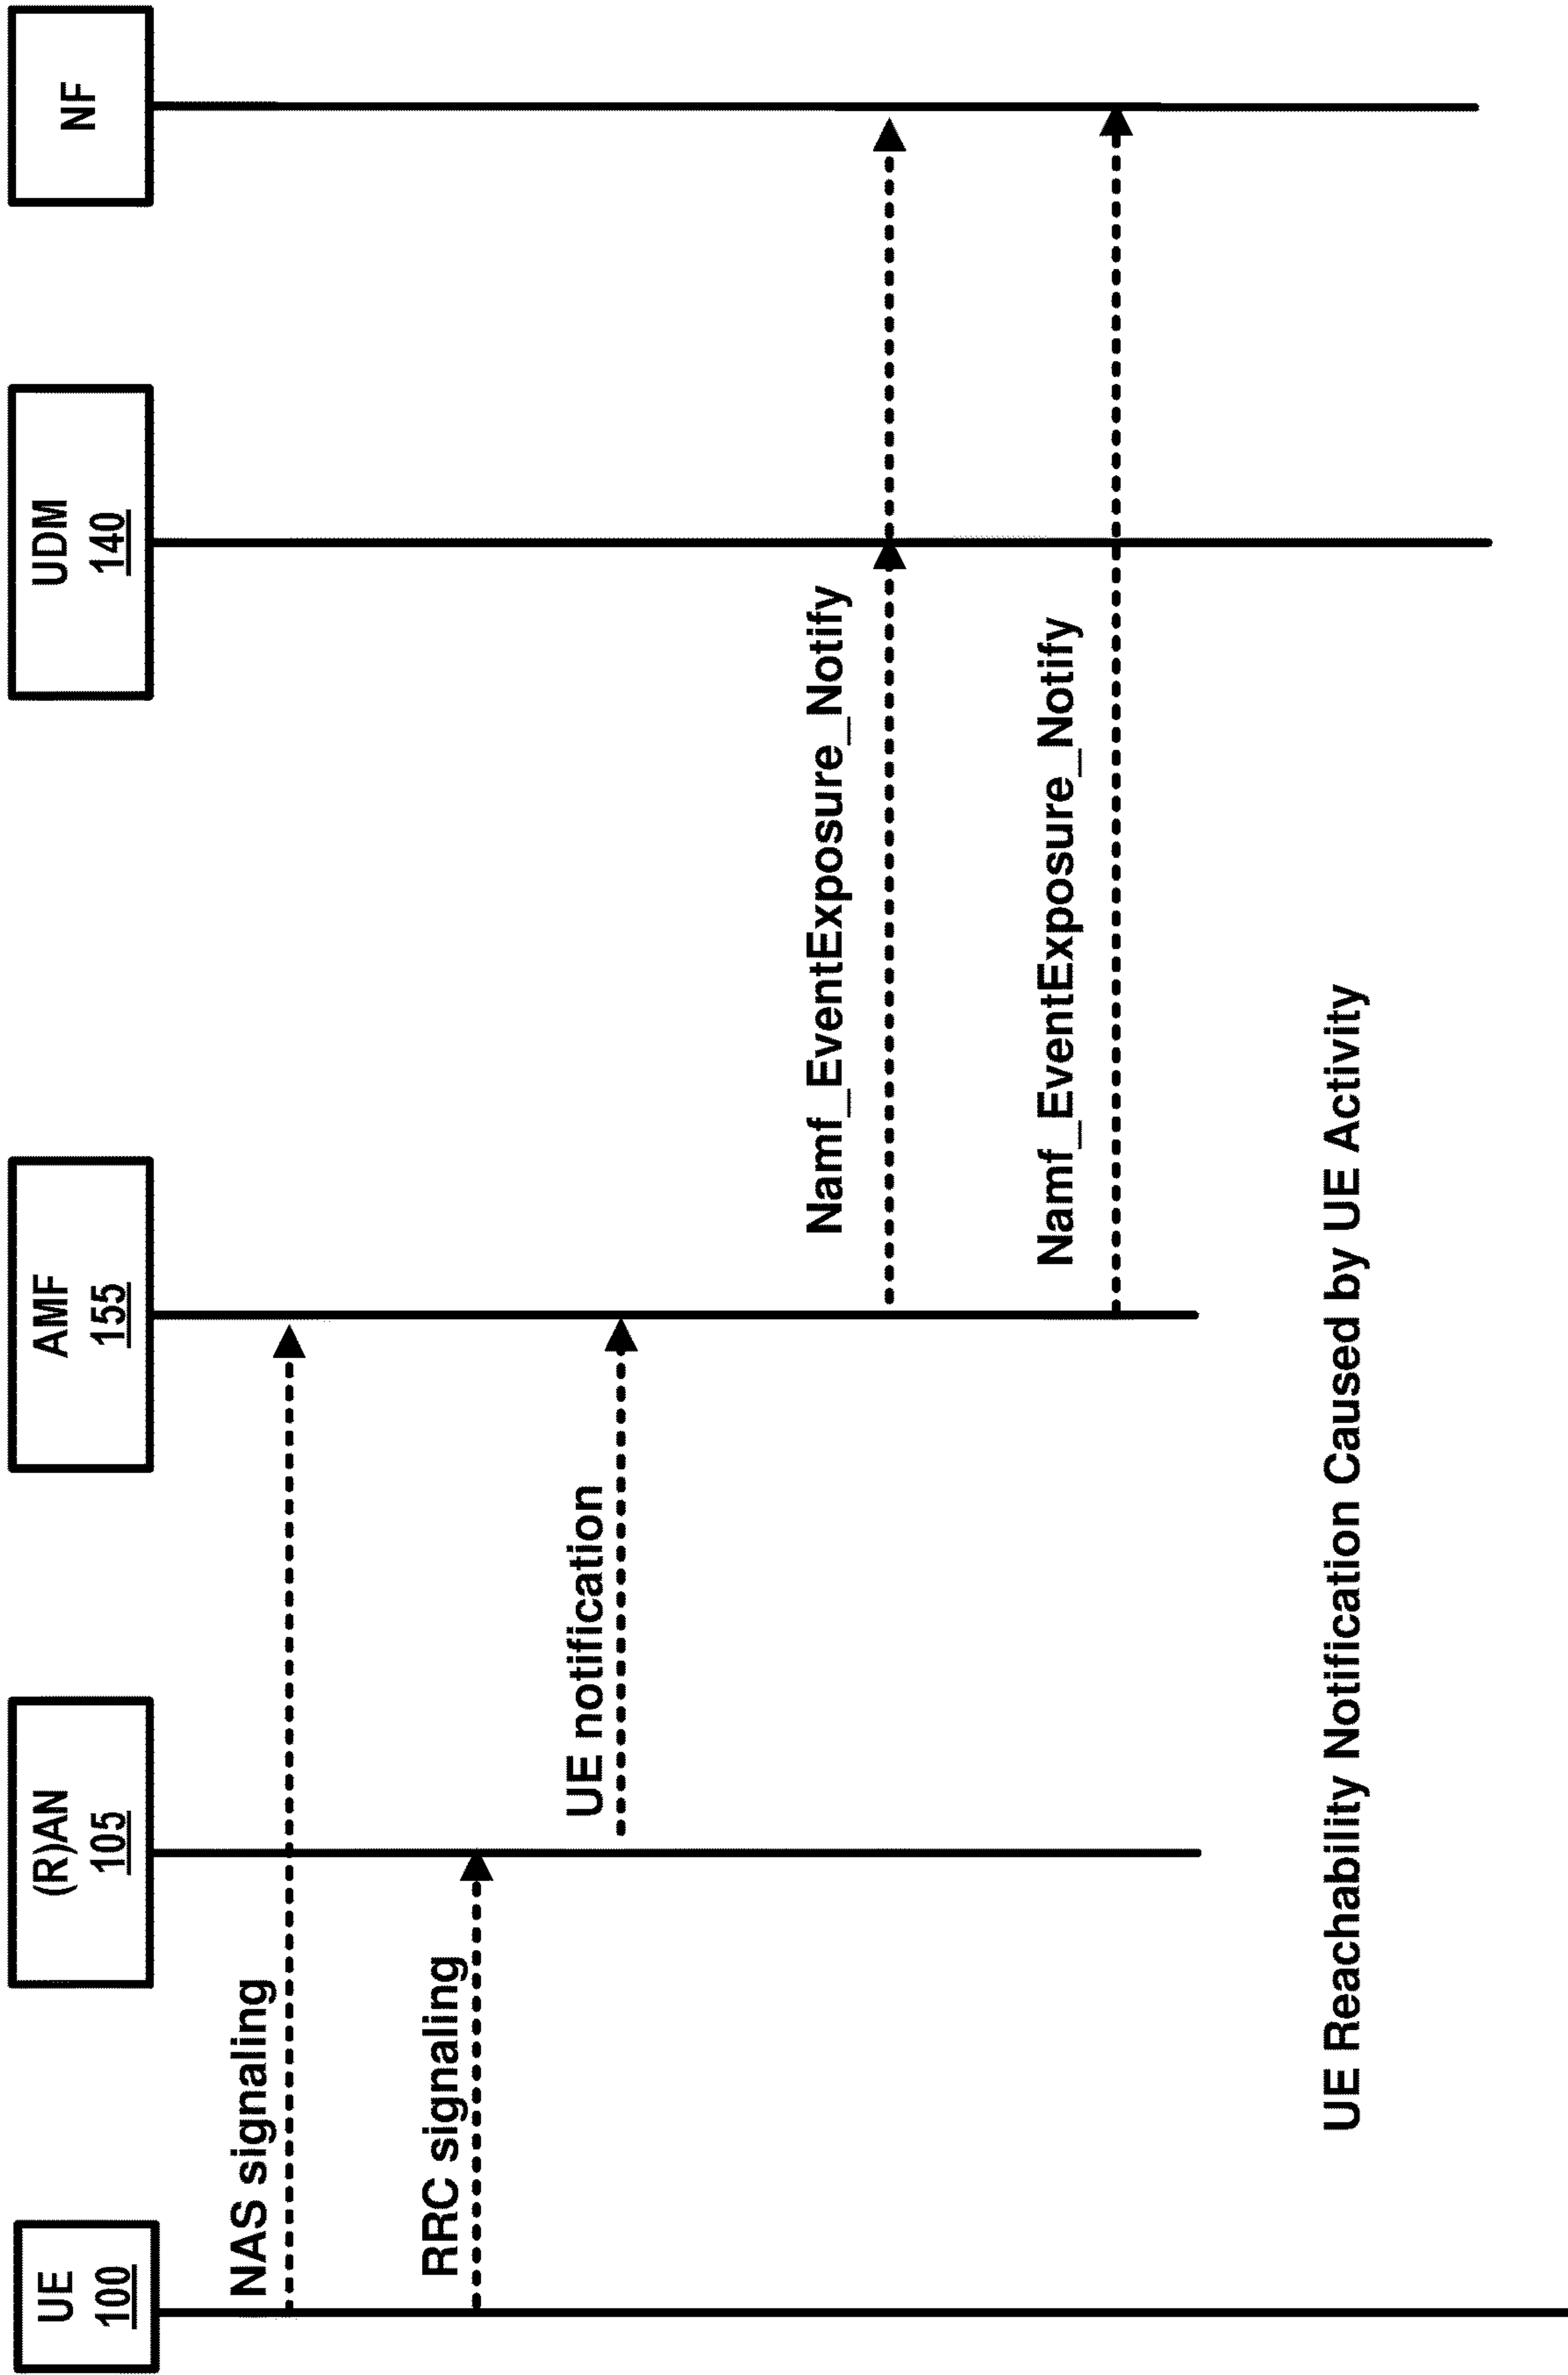 UE
100
(R)AN
105
AMF
155
UDM
140
NF
NAS signaling
RRC signaling
UE notification
Namf_EventExposure_Notify
Namf_EventExposure_Notify
UE Reachability Notification Caused by UE Activity